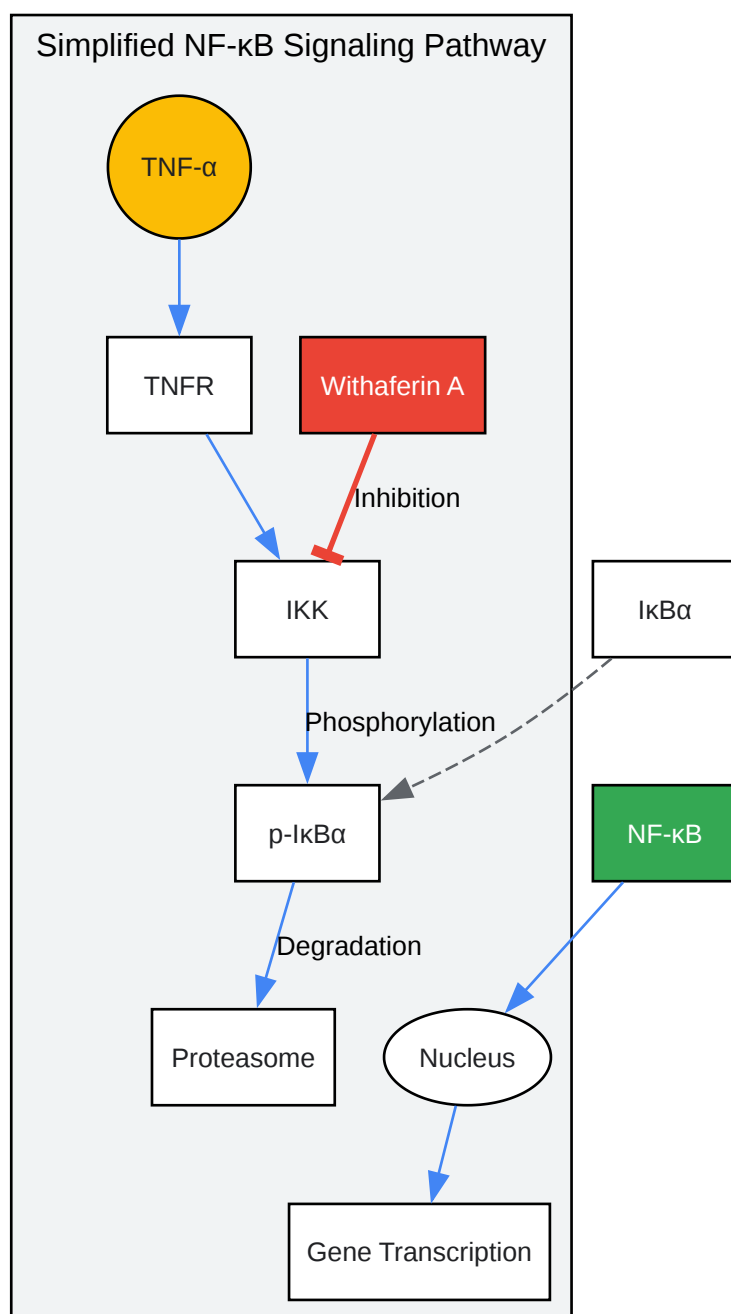 Simplified NF-κB Signaling Pathway
TNF-α
TNFR
Withaferin A
Inhibition
IKK
IκBα
Phosphorylation
p-IκBα
NF-κB
Degradation
Proteasome
Nucleus
Gene Transcription